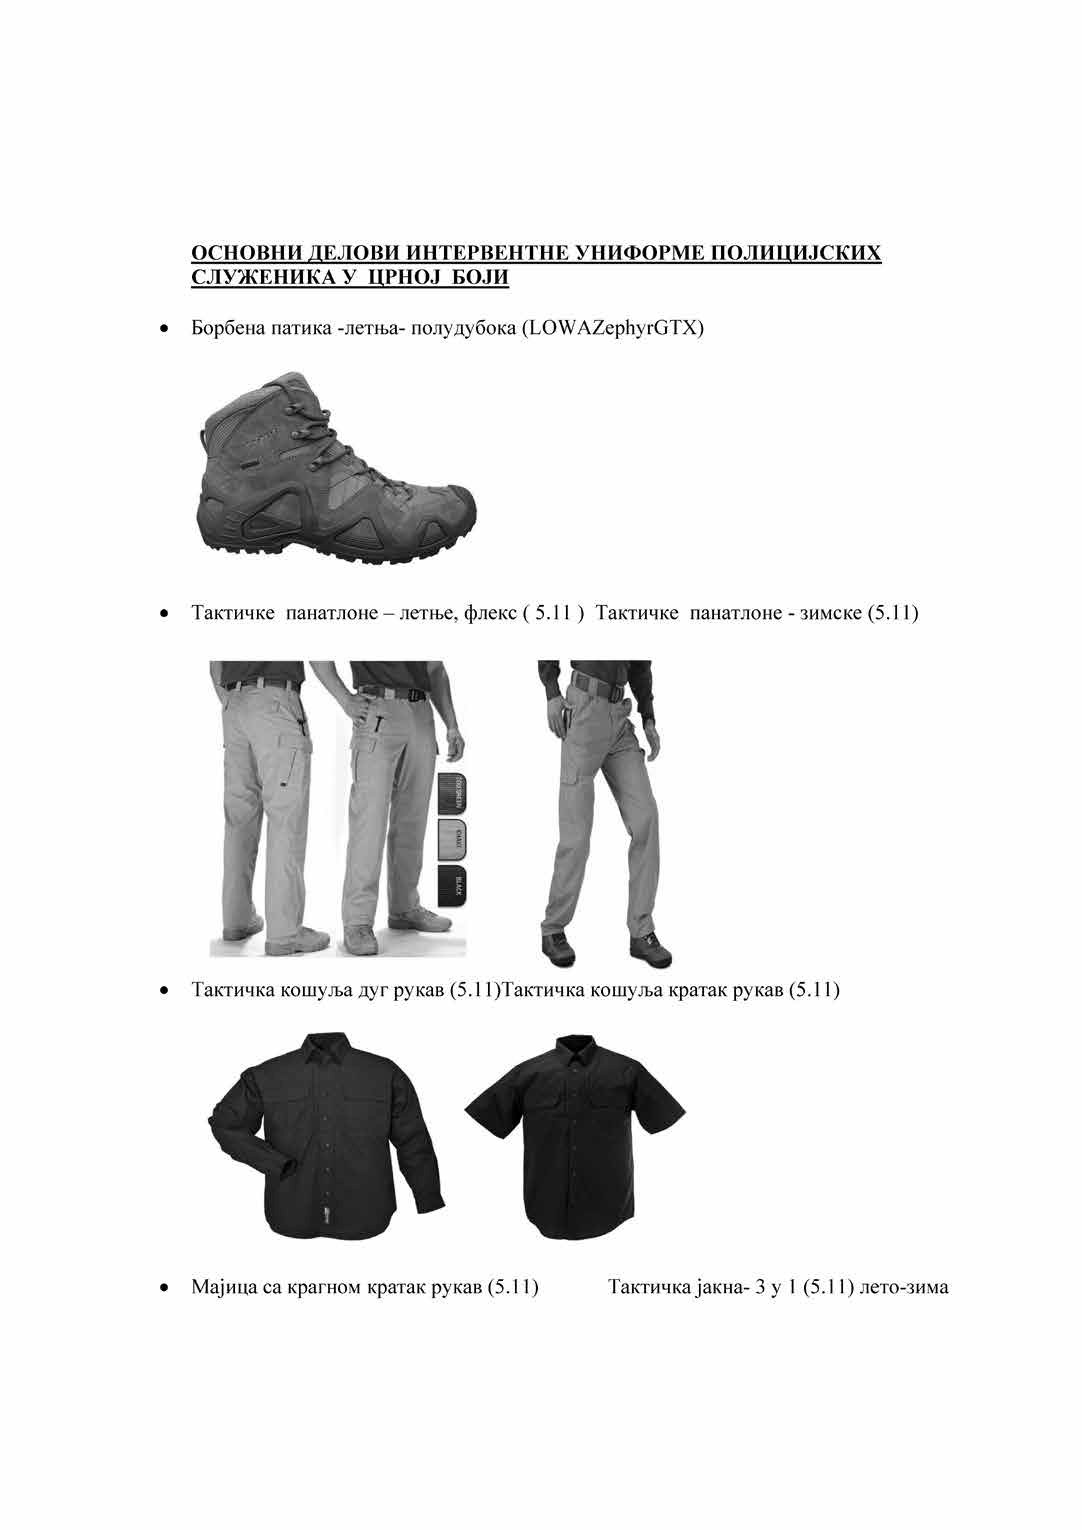 ОСНОВНИ ДЕЛОВИ ИНТЕРВЕНТНЕ УНИФОРМЕ ПОЛИЦИЈСКИХ
СЛУЖЕНИКА У ЦРНОЈ БОЈИ
• Борбена патика -летња- полудубока (LOWAZephyrGTX)
• Тактичке панатлоне – летње, флекс ( 5.11 ) Тактичке панатлоне - зимске (5.11)
KHAKI
BLACK
• Тактичка кошуља дуг рукав (5.11)Тактичка кошуља кратак рукав (5.11)
• Мајица са крагном кратак рукав (5.11) Тактичка јакна- 3 у 1 (5.11) лето-зима